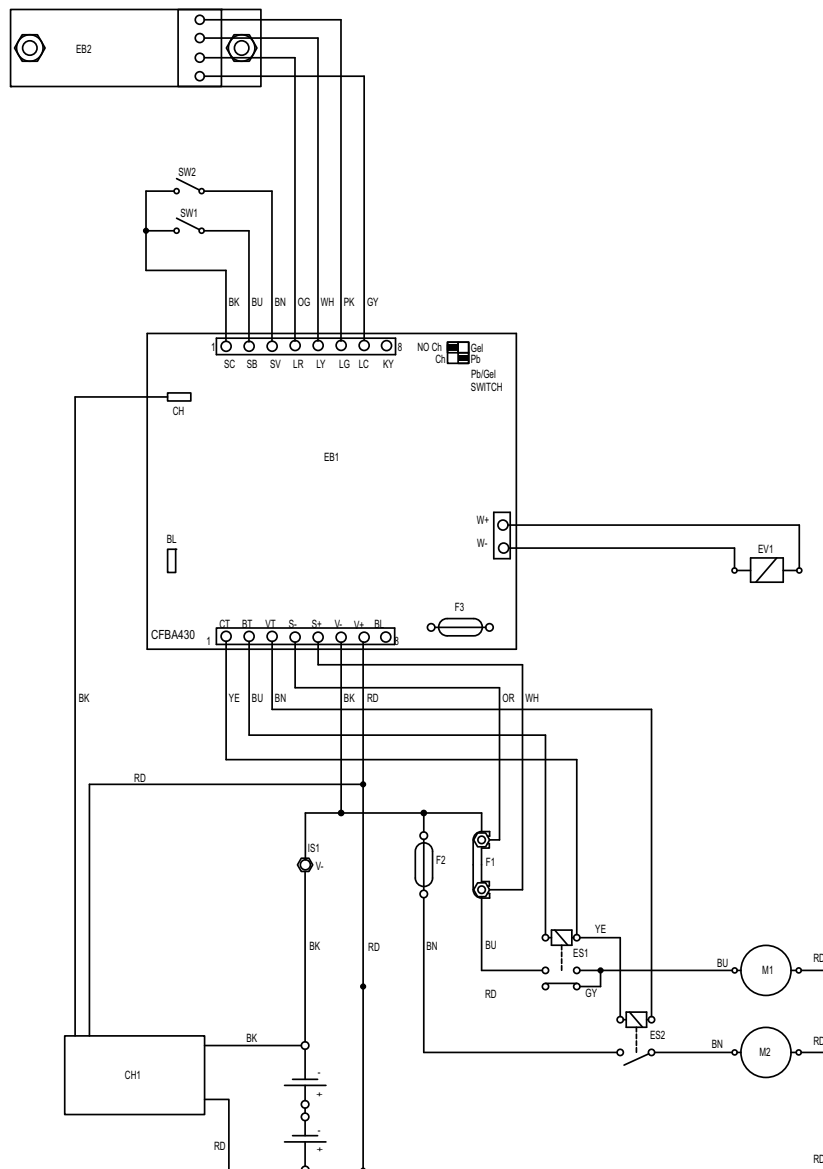 EB2
SW2
SW1
BK BU BN OG WH PK GY
1 8
SC SB SV LR LY LG LC KY
NO Ch Gel
Ch Pb
Pb/Gel
SWITCH
CH
EB1
W+
W-
EV1
BL
F3
CT BT VT S- S+ V- V+ BL
CFBA430
1 8
YE BU BN BK RD OR WH
BK
RD
IS1
V-
F2
F1
BK
RD
BN
BU
YE
ES1
RD
GY
BU
M1
RD
ES2
BN
M2
RD
BK
CH1
-
+
-
+
RD
RD